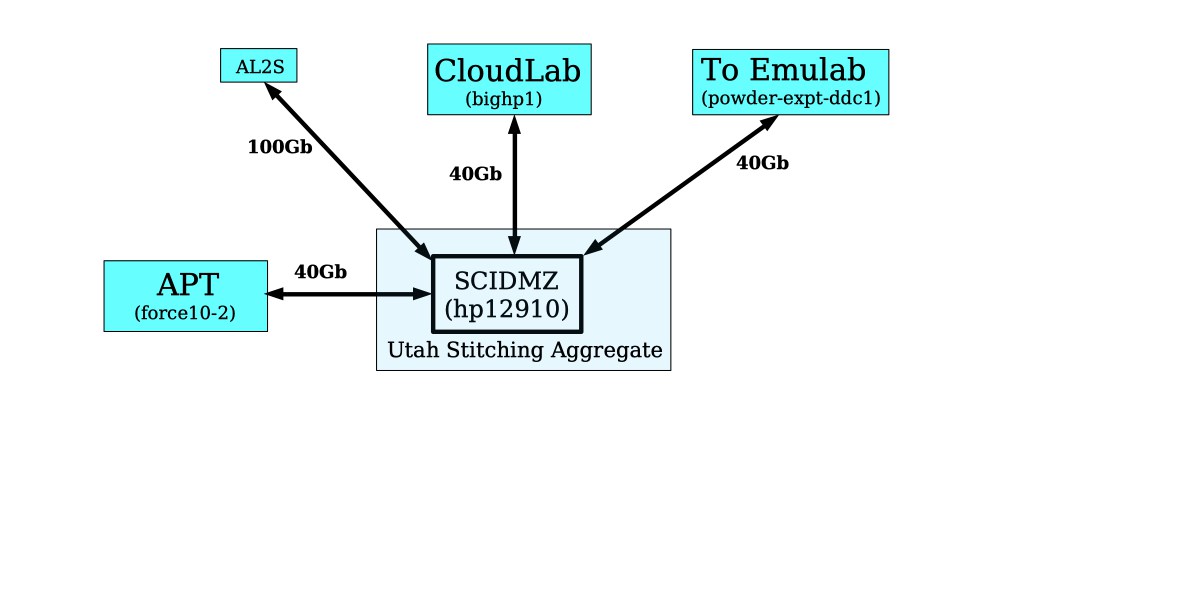 AL2S
CloudLab
(bighp1)
To Emulab
(powder-expt-ddc1)
100Gb
40Gb
40Gb
APT
(force10-2)
40Gb
SCIDMZ
(hp12910)
Utah Stitching Aggregate